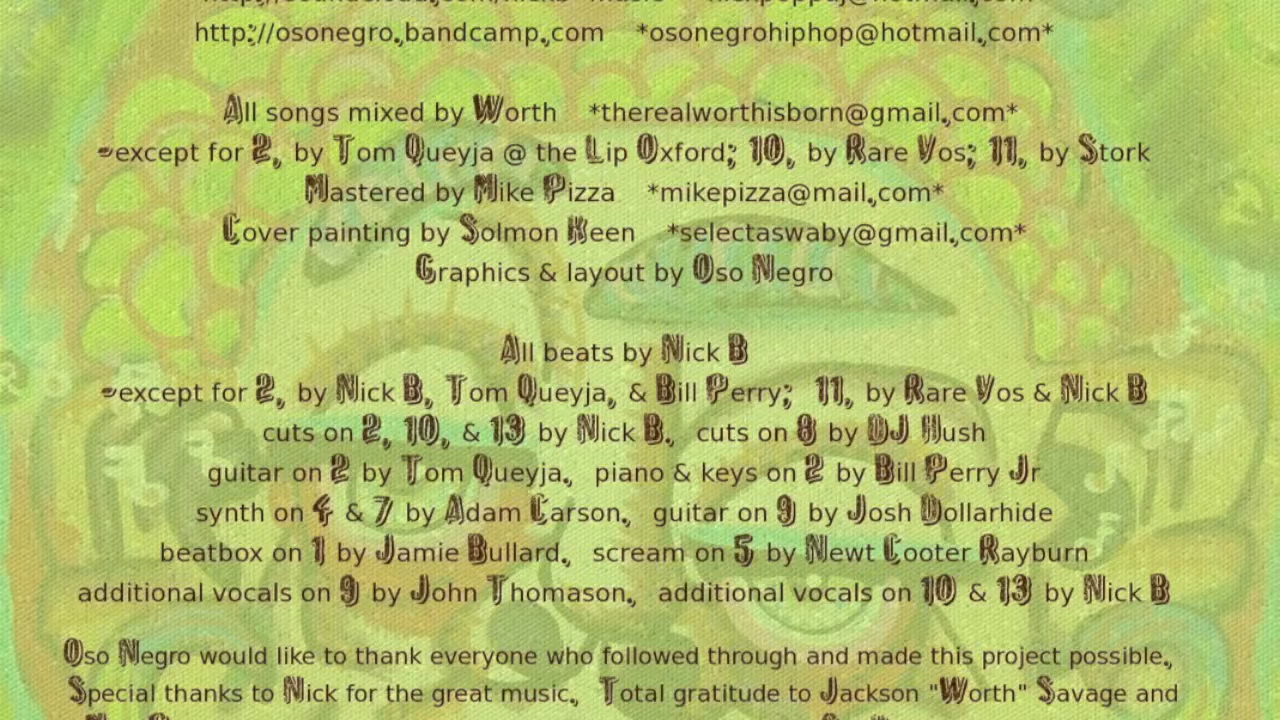 http://osonegro.bandcamp.com *osonegrohiphop@hotmail.com*
All songs mixed by Worth *therealworthisborn@gmail.com*
-except for 2, by Tom Queyja @ the Lip Oxford; 10, by Rare Vos; 11, by Stork
Mastered by Mike Pizza *mikepizza@mail.com*
Cover painting by Solmon Keen *selectaswaby@gmail.com*
Graphics & layout by Oso Negro
All beats by Nick B
-except for 2, by Nick B, Tom Queyja, & Bill Perry; 11, by Rare Vos & Nick B
cuts on 2, 10, & 13 by Nick B. cuts on 8 by DJ Hush
guitar on 2 by Tom Queyja. piano & keys on 2 by Bill Perry Jr
synth on 4 & 7 by Adam Carson. guitar on 9 by Josh Dollarhide
beatbox on 1 by Jamie Bullard. scream on 5 by Newt Cooter Rayburn
additional vocals on 9 by John Thomason. additional vocals on 10 & 13 by Nick B
Oso Negro would like to thank everyone who followed through and made this project possible.
Special thanks to Nick for the great music. Total gratitude to Jackson "Worth" Savage and